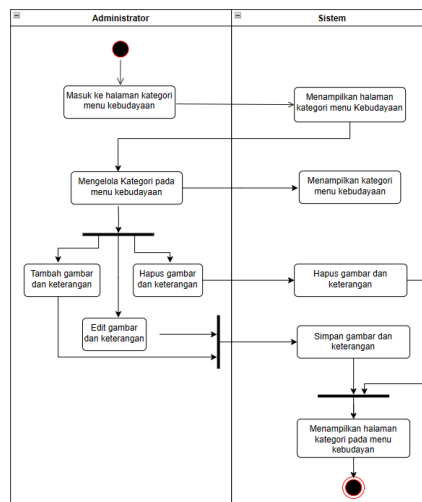 Administrator
Sistem
Masuk ke halaman kategori
menu kebudayaan
Menampilkan halaman
kategori menu Kebudayaan
Mengelola Kategori pada
menu kebudayaan
Menampilkan kategori
menu kebudayaan
Tambah gambar
dan keterangan
Hapus gambar
dan keterangan
Hapus gambar dan
keterangan
Edit gambar
dan keterangan
Simpan gambar dan
keterangan
Menampilkan halaman
kategori pada menu
kebudayan